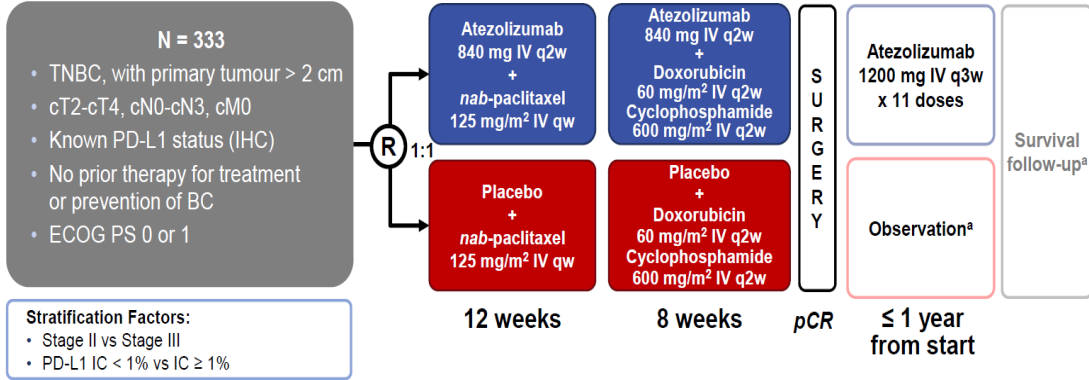 N = 333
• TNBC, with primary tumour > 2 cm
• cT2-cT4, cN0-cN3, cM0
• Known PD-L1 status (IHC)
• No prior therapy for treatment
or prevention of BC
• ECOG PS 0 or 1
Stratification Factors:
• Stage II vs Stage III
• PD-L1 IC < 1% vs IC ≥ 1%
R
1:1
Atezolizumab
840 mg IV q2w
+
nab-paclitaxel
125 mg/m² IV qw
Placebo
+
nab-paclitaxel
125 mg/m² IV qw
12 weeks
Atezolizumab
840 mg IV q2w
+
Doxorubicin
60 mg/m² IV q2w
Cyclophosphamide
600 mg/m² IV q2w
Placebo
+
Doxorubicin
60 mg/m² IV q2w
Cyclophosphamide
600 mg/m² IV q2w
8 weeks
SURGERY
pCR
Atezolizumab
1200 mg IV q3w
x 11 doses
Observationᵃ
≤ 1 year
from start
Survival
follow-upᵃ